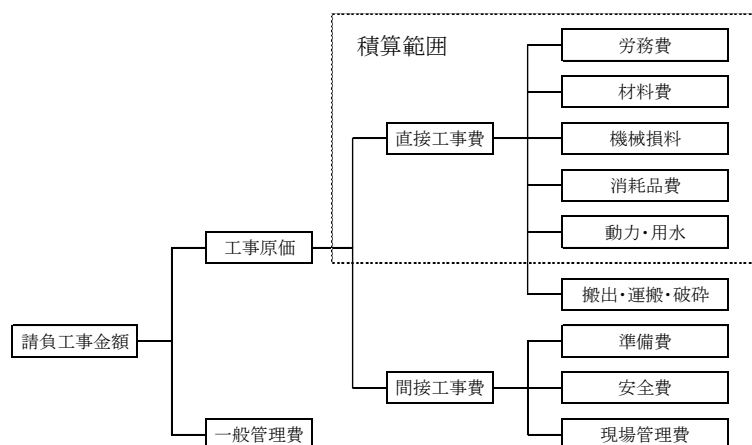 積算範囲
労務費
材料費
直接工事費
機械損料
消耗品費
動力・用水
工事原価
搬出・運搬・破砕
請負工事金額
準備費
間接工事費
安全費
一般管理費
現場管理費